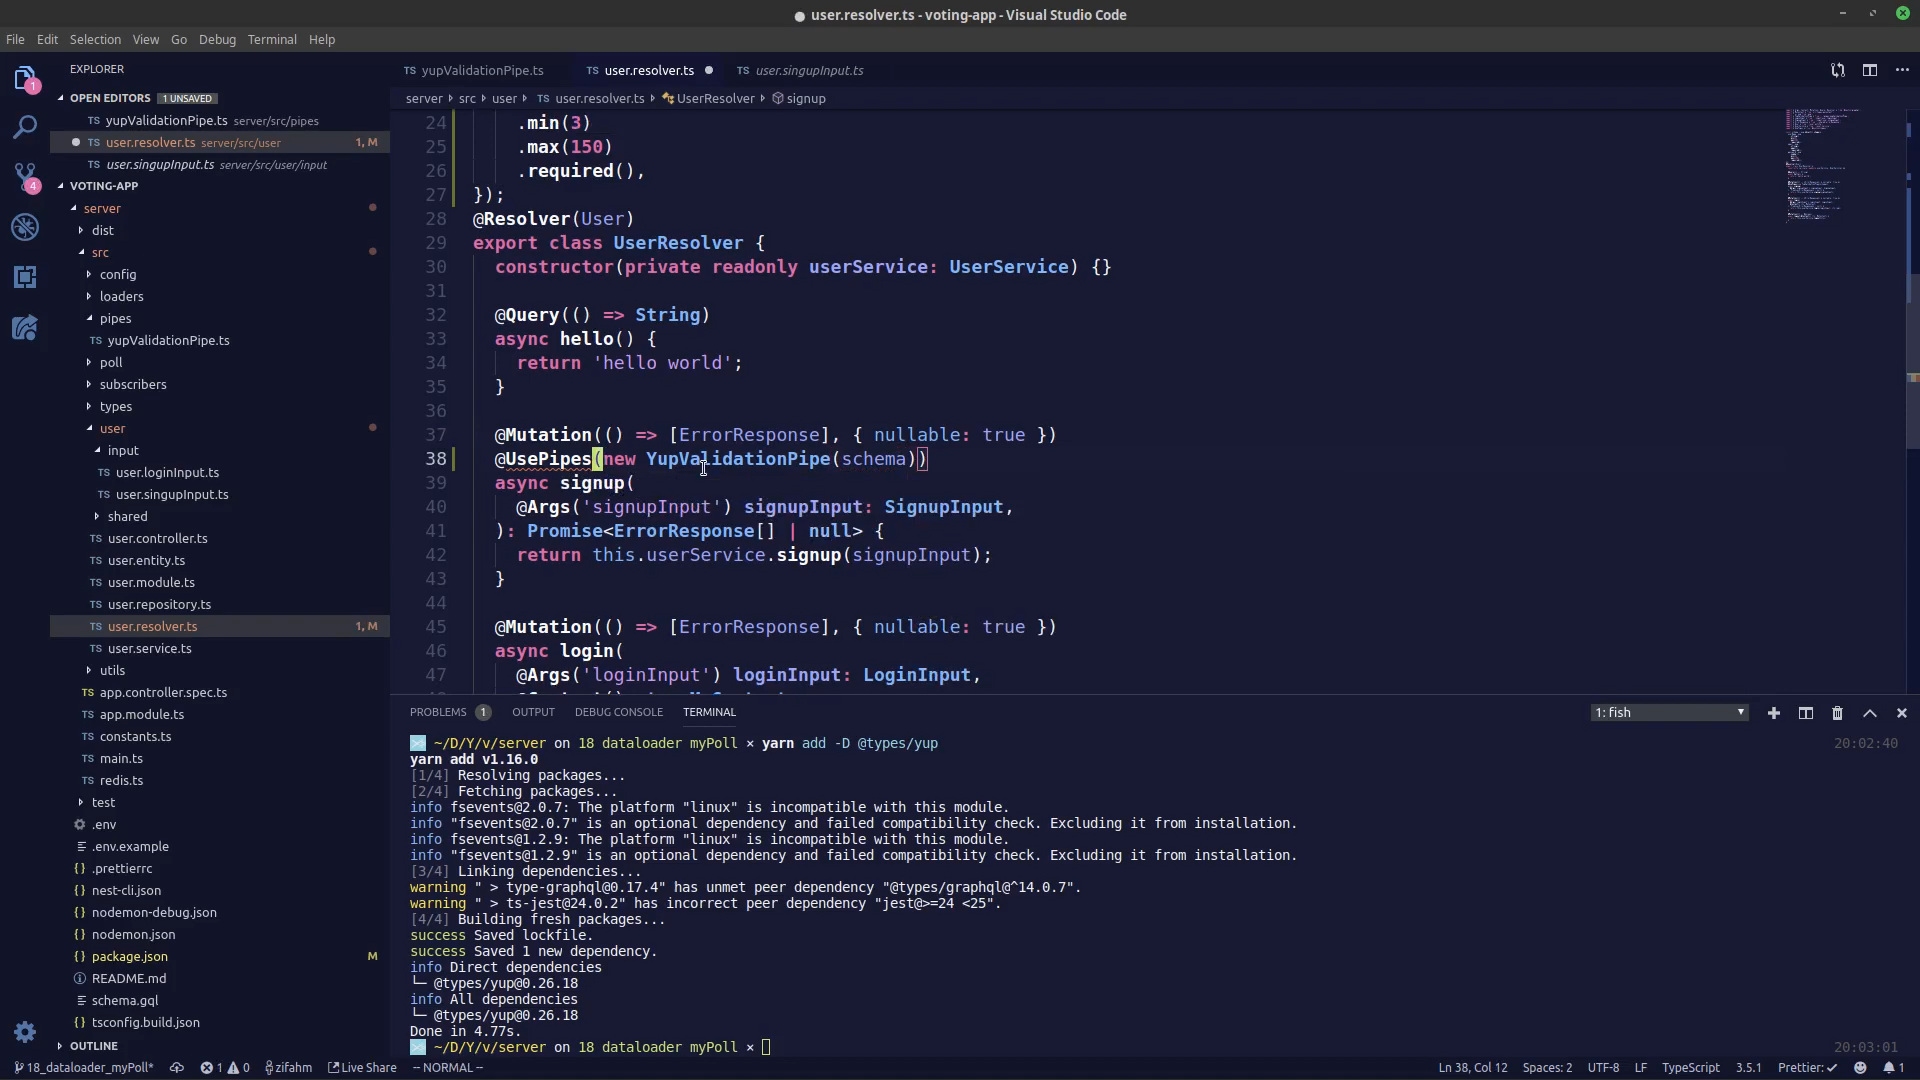 user.resolver.ts - voting-app - Visual Studio Code
File Edit Selection View Go Debug Terminal Help
EXPLORER
OPEN EDITORS 1 UNSAVED
TS yupValidationPipe.ts server/src/pipes
TS user.resolver.ts server/src/user 1, M
TS user.singupInput.ts server/src/user/input
VOTING-APP
server
dist
src
config
loaders
pipes
TS yupValidationPipe.ts
poll
subscribers
types
user
input
TS user.loginInput.ts
TS user.singupInput.ts
shared
TS user.controller.ts
TS user.entity.ts
TS user.module.ts
TS user.repository.ts
TS user.resolver.ts 1, M
TS user.service.ts
utils
TS app.controller.spec.ts
TS app.module.ts
TS constants.ts
TS main.ts
TS redis.ts
test
.env
.env.example
{} .prettierrc
{} nest-cli.json
{} nodemon-debug.json
{} nodemon.json
{} package.json M
README.md
schema.gql
{} tsconfig.build.json
OUTLINE
1
4
TS yupValidationPipe.ts TS user.resolver.ts TS user.singupInput.ts
server › src › user › TS user.resolver.ts › UserResolver › signup
24 .min(3)
25 .max(150)
26 .required(),
27 });
28 @Resolver(User)
29 export class UserResolver {
30 constructor(private readonly userService: UserService) {}
31
32 @Query(() => String)
33 async hello() {
34 return 'hello world';
35 }
36
37 @Mutation(() => [ErrorResponse], { nullable: true })
38 @UsePipes(new YupValidationPipe(schema))
39 async signup(
40 @Args('signupInput') signupInput: SignupInput,
41 ): Promise<ErrorResponse[] | null> {
42 return this.userService.signup(signupInput);
43 }
44
45 @Mutation(() => [ErrorResponse], { nullable: true })
46 async login(
47 @Args('loginInput') loginInput: LoginInput,
PROBLEMS 1 OUTPUT DEBUG CONSOLE TERMINAL 1: fish
~/D/Y/v/server on 18 dataloader myPoll × yarn add -D @types/yup 20:02:40
yarn add v1.16.0
[1/4] Resolving packages...
[2/4] Fetching packages...
info fsevents@2.0.7: The platform "linux" is incompatible with this module.
info "fsevents@2.0.7" is an optional dependency and failed compatibility check. Excluding it from installation.
info fsevents@1.2.9: The platform "linux" is incompatible with this module.
info "fsevents@1.2.9" is an optional dependency and failed compatibility check. Excluding it from installation.
[3/4] Linking dependencies...
warning " > type-graphql@0.17.4" has unmet peer dependency "@types/graphql@^14.0.7".
warning " > ts-jest@24.0.2" has incorrect peer dependency "jest@>=24 <25".
[4/4] Building fresh packages...
success Saved lockfile.
success Saved 1 new dependency.
info Direct dependencies
└─ @types/yup@0.26.18
info All dependencies
└─ @types/yup@0.26.18
Done in 4.77s.
~/D/Y/v/server on 18 dataloader myPoll × 20:03:01
18_dataloader_myPoll* 1 0 zifahm Live Share -- NORMAL -- Ln 38, Col 12 Spaces: 2 UTF-8 LF TypeScript 3.5.1 Prettier: ✓ 1